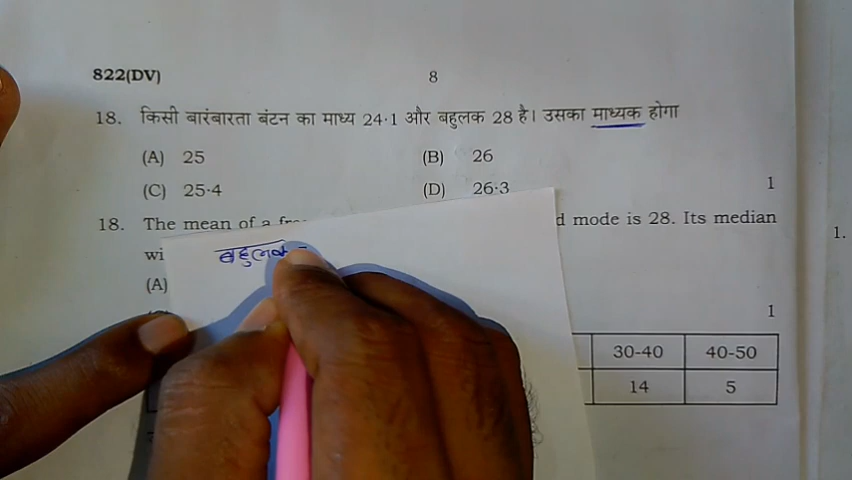 822(DV) 8
18. किसी बारंबारता बंटन का माध्य 24·1 और बहुलक 28 है। उसका माध्यक होगा
(A) 25 (B) 26
(C) 25·4 (D) 26·3 1
18. The mean of a d mode is 28. Its median
wi बहुलक 1.
(A)
1
30-40 40-50
14 5